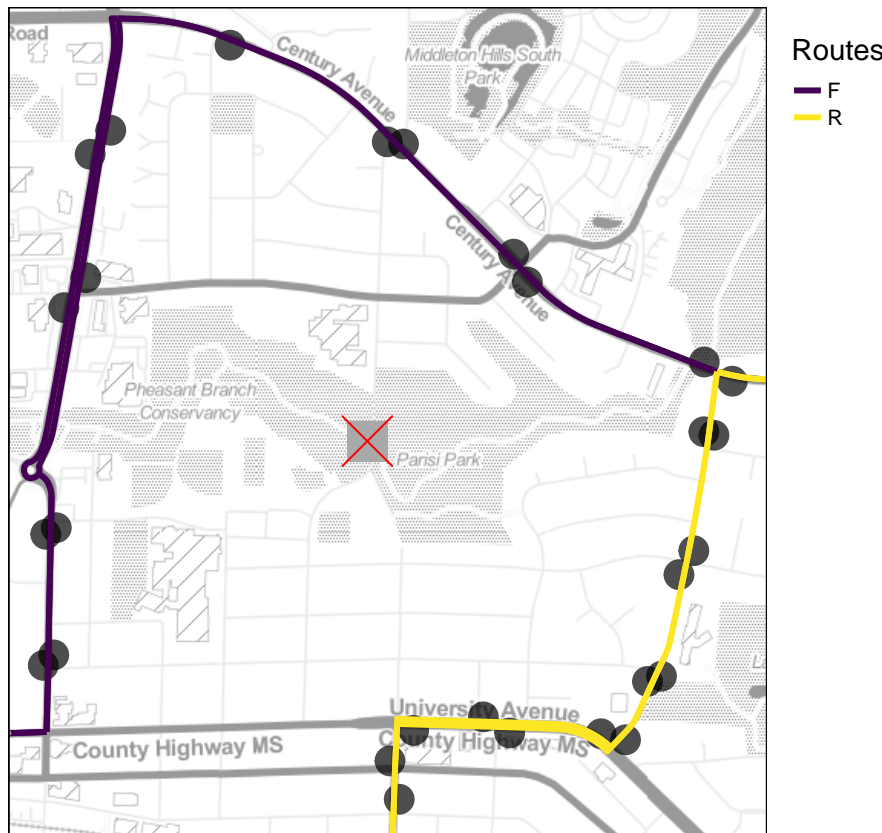 Road
Century Avenue
Middleton Hills South
Park
Century Avenue
Pheasant Branch
Conservancy
Parisi Park
University Avenue
County Highway MS
County Highway MS
Routes
F
R